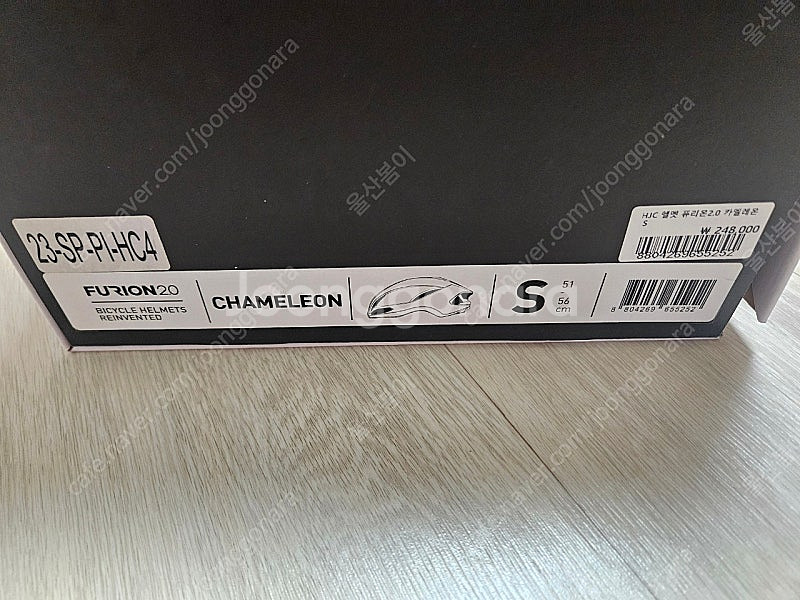 23-SP-P1-HC4
HJC 헬멧 퓨리온2.0 카멜레온
S
₩ 248,000
8804269655252
FURION2.0
BICYCLE HELMETS
REINVENTED
CHAMELEON
S
51
-
56
cm
8 804269 655252
joonggonara
cafe.naver.com/joonggonara
울산봄이